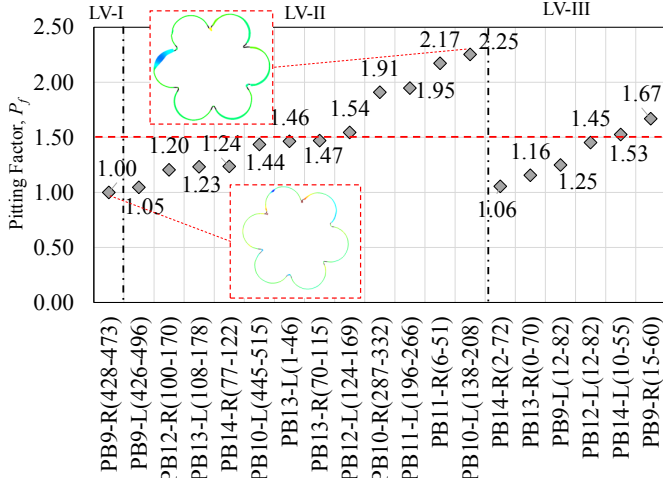 LV-I
LV-II
LV-III
Pitting Factor, P_f
2.50
2.00
1.50
1.00
0.50
0.00
1.00
1.05
1.20
1.23
1.24
1.44
1.46
1.47
1.54
1.91
1.95
2.17
2.25
1.06
1.16
1.25
1.45
1.53
1.67
PB9-R(428-473)
PB9-L(426-496)
PB12-R(100-170)
PB13-L(108-178)
PB14-R(77-122)
PB10-L(445-515)
PB13-L(1-46)
PB13-R(70-115)
PB12-L(124-169)
PB10-R(287-332)
PB11-L(196-266)
PB11-R(6-51)
PB10-L(138-208)
PB14-R(2-72)
PB13-R(0-70)
PB9-L(12-82)
PB12-L(12-82)
PB14-L(10-55)
PB9-R(15-60)